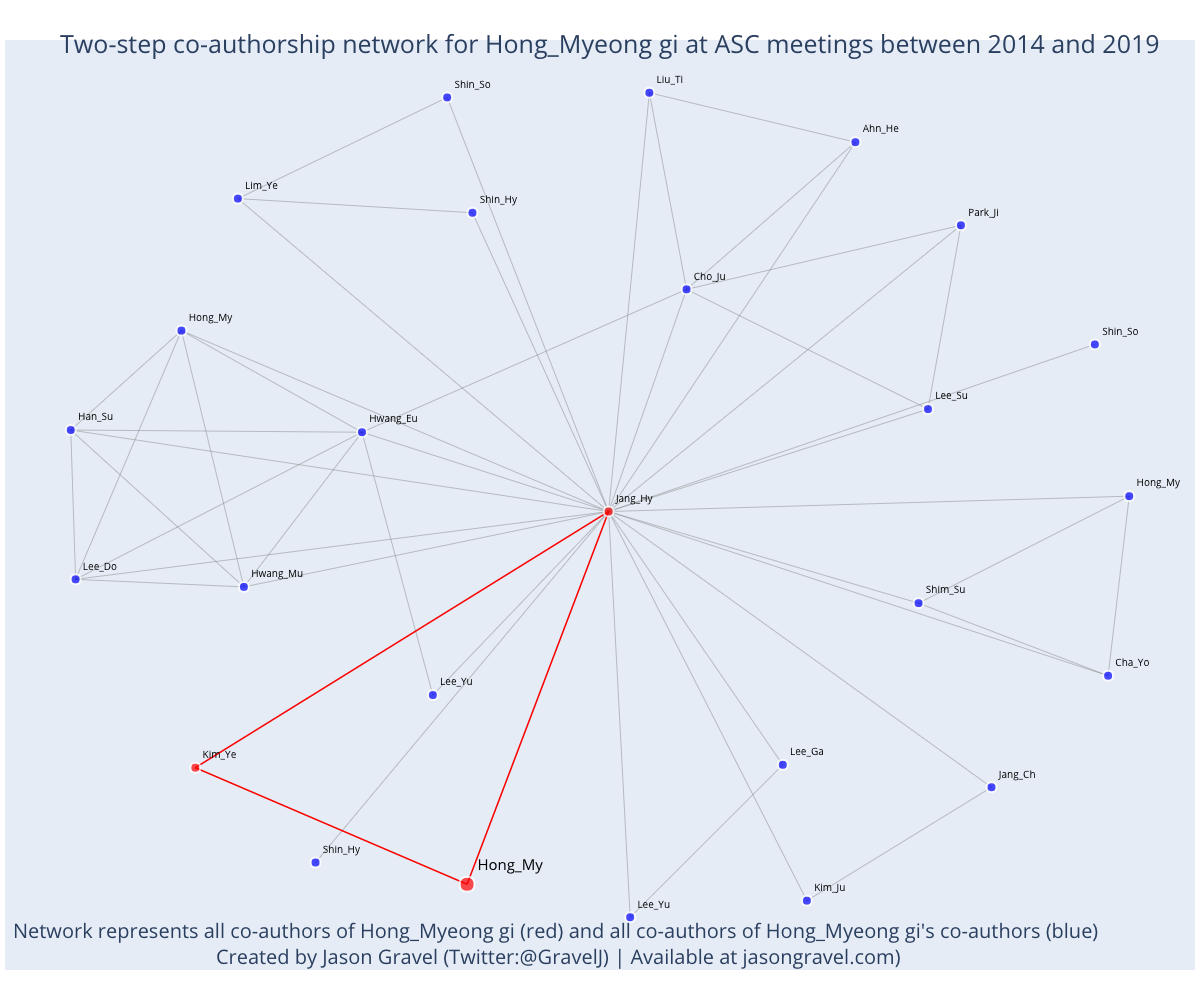 Two-step co-authorship network for Hong_Myeong gi at ASC meetings between 2014 and 2019
Shin_So
Liu_Ti
Ahn_He
Lim_Ye
Shin_Hy
Park_Ji
Cho_Ju
Hong_My
Shin_So
Lee_Su
Han_Su
Hwang_Eu
Hong_My
Jang_Hy
Lee_Do
Hwang_Mu
Shim_Su
Cha_Yo
Lee_Yu
Kim_Ye
Lee_Ga
Jang_Ch
Shin_Hy
Hong_My
Kim_Ju
Lee_Yu
Network represents all co-authors of Hong_Myeong gi (red) and all co-authors of Hong_Myeong gi's co-authors (blue)
Created by Jason Gravel (Twitter:@GravelJ) | Available at jasongravel.com)